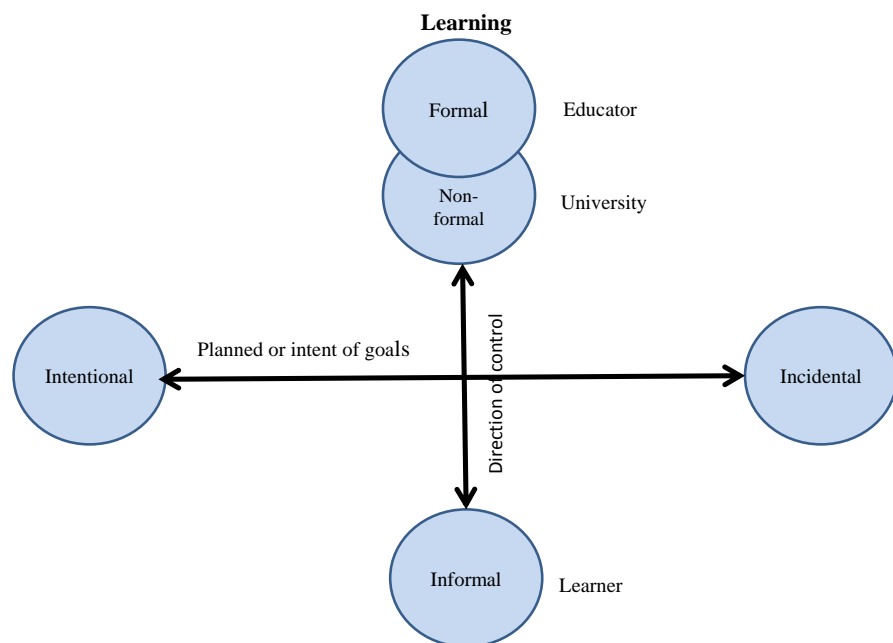 Learning
Formal
Educator
Non-
formal
University
Planned or intent of goals
Direction of control
Intentional
Incidental
Informal
Learner